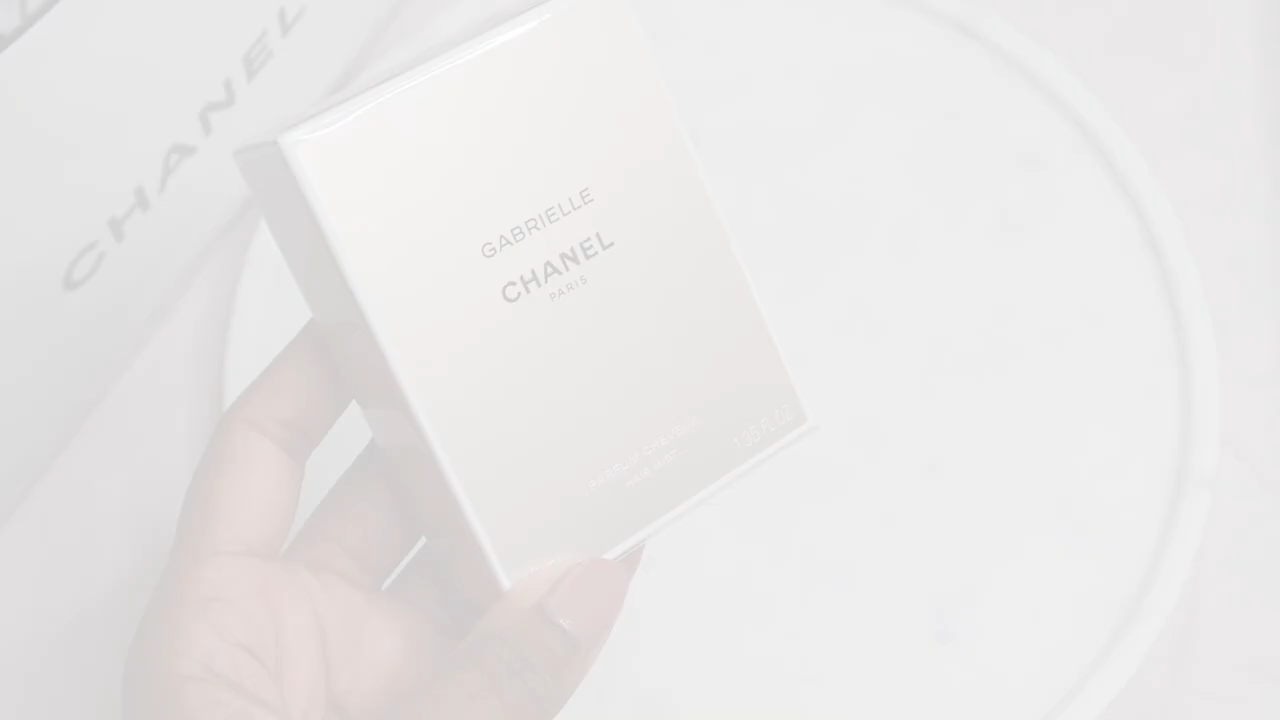 CHANEL
GABRIELLE
CHANEL
PARIS
PARFUM CHEVEUX
HAIR MIST
1.35 FL. OZ